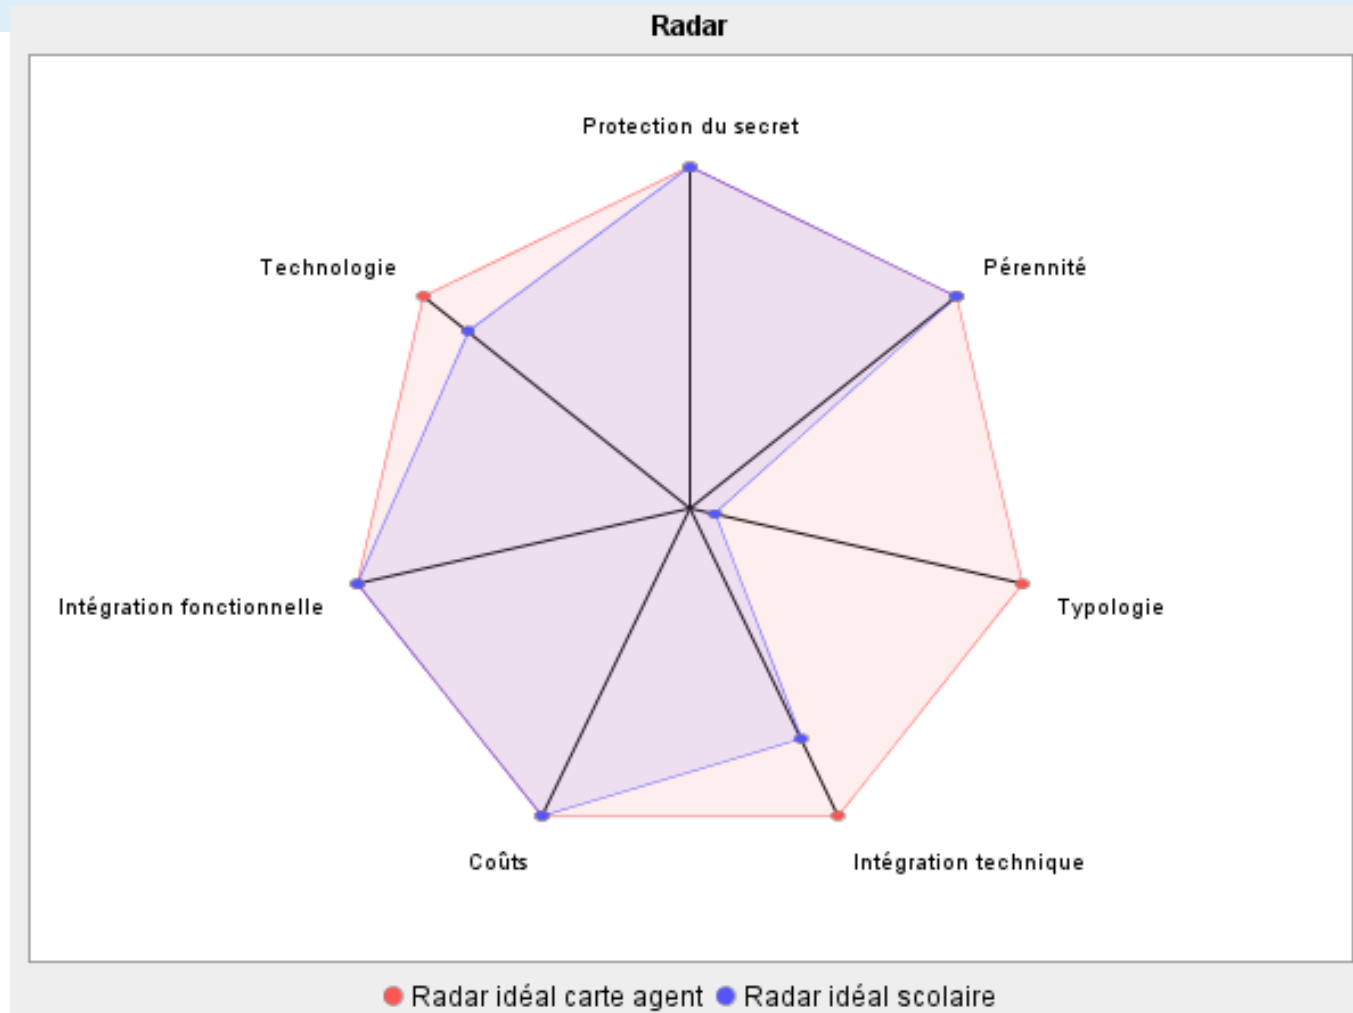 Radar
Protection du secret
Technologie
Pérennité
Intégration fonctionnelle
Typologie
Coûts
Intégration technique
Radar idéal carte agent
Radar idéal scolaire